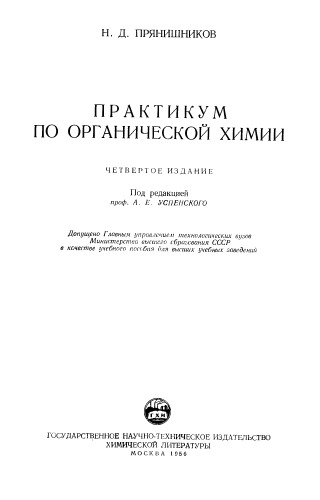 Н. Д. ПРЯНИШНИКОВ
ПРАКТИКУМ
ПО ОРГАНИЧЕСКОЙ ХИМИИ
ЧЕТВЕРТОЕ ИЗДАНИЕ
Под редакцией
проф. А. Е. УСПЕНСКОГО
Допущено Главным управлением технологических вузов
Министерства высшего образования СССР
в качестве учебного пособия для высших учебных заведений
ГХИ
ГОСУДАРСТВЕННОЕ НАУЧНО-ТЕХНИЧЕСКОЕ ИЗДАТЕЛЬСТВО
ХИМИЧЕСКОЙ ЛИТЕРАТУРЫ
МОСКВА 1956